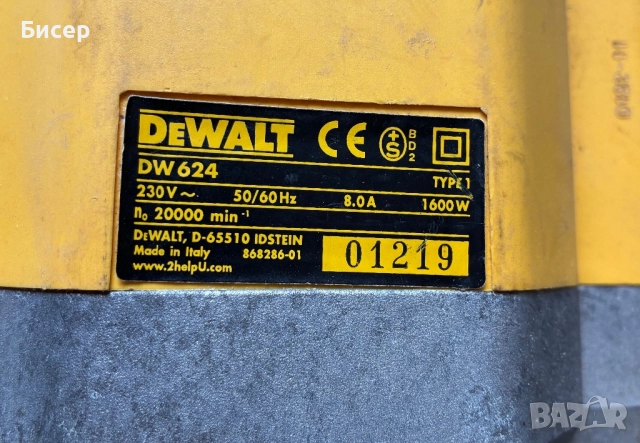 Бисер
DEWALT CE +S BD2
DW624 TYPE 1
230V ~ 50/60Hz 8.0A 1600W
n₀ 20000 min⁻¹
DEWALT, D-65510 IDSTEIN
Made in Italy 868286-01
www.2helpU.com
01219
BAZAR